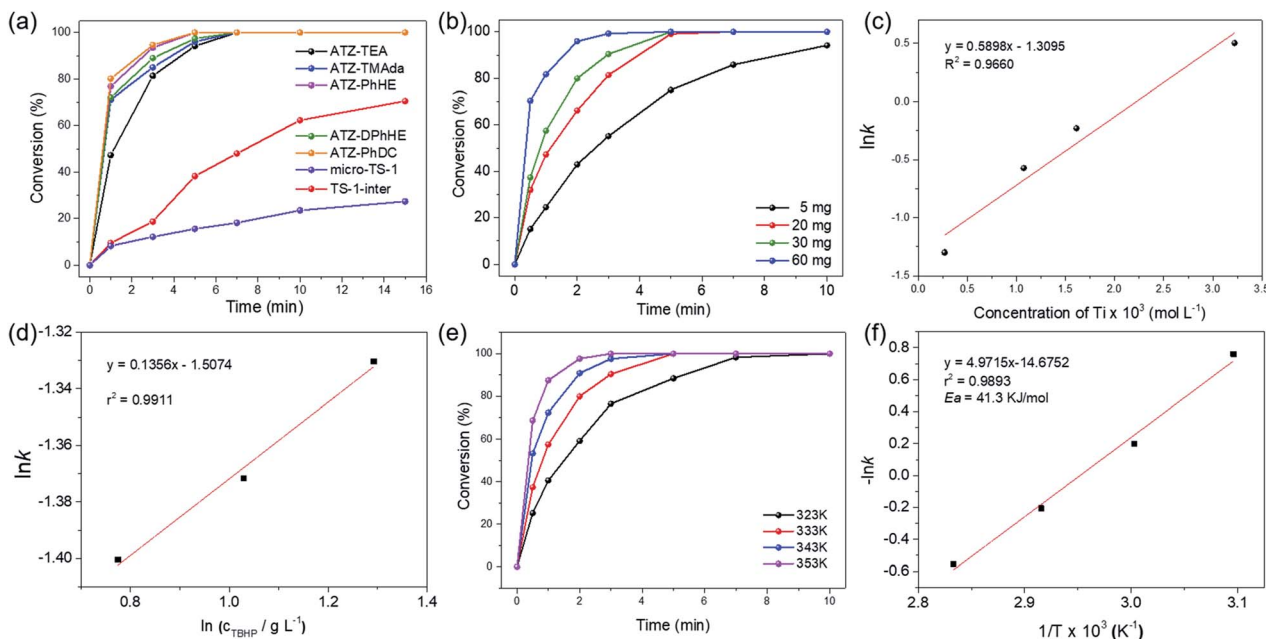 (a)
Conversion (%)
100
80
60
40
20
0
ATZ-TEA
ATZ-TMAda
ATZ-PhHE
ATZ-DPhHE
ATZ-PhDC
micro-TS-1
TS-1-inter
0 2 4 6 8 10 12 14 16
Time (min)
(b)
Conversion (%)
100
80
60
40
20
0
5 mg
20 mg
30 mg
60 mg
0 2 4 6 8 10
Time (min)
(c)
lnk
y = 0.5898x - 1.3095
R² = 0.9660
0.5
0.0
-0.5
-1.0
-1.5
0.0 0.5 1.0 1.5 2.0 2.5 3.0 3.5
Concentration of Ti x 10³ (mol L⁻¹)
(d)
lnk
-1.32
-1.34
-1.36
-1.38
-1.40
y = 0.1356x - 1.5074
r² = 0.9911
0.8 1.0 1.2 1.4
ln (c_TBHP / g L⁻¹)
(e)
Conversion (%)
100
80
60
40
20
0
323K
333K
343K
353K
0 2 4 6 8 10
Time (min)
(f)
-lnk
0.8
0.6
0.4
0.2
0.0
-0.2
-0.4
-0.6
y = 4.9715x-14.6752
r² = 0.9893
Ea = 41.3 KJ/mol
2.8 2.9 3.0 3.1
1/T x 10³ (K⁻¹)